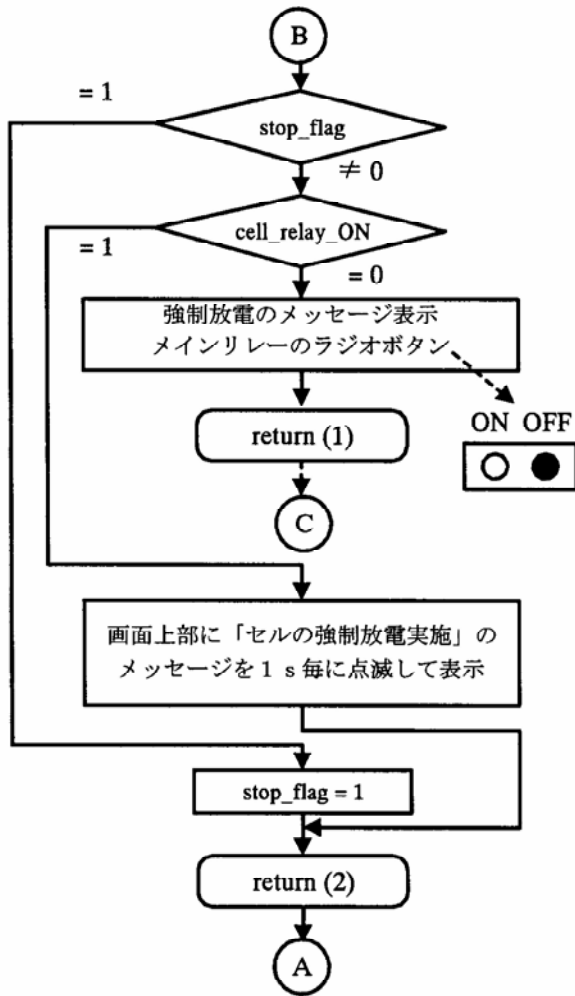 B
= 1
stop_flag
≠ 0
cell_relay_ON
= 1
= 0
強制放電のメッセージ表示
メインリレーのラジオボタン
ON OFF
return (1)
C
画面上部に「セルの強制放電実施」の
メッセージを１ｓ毎に点滅して表示
stop_flag = 1
return (2)
A